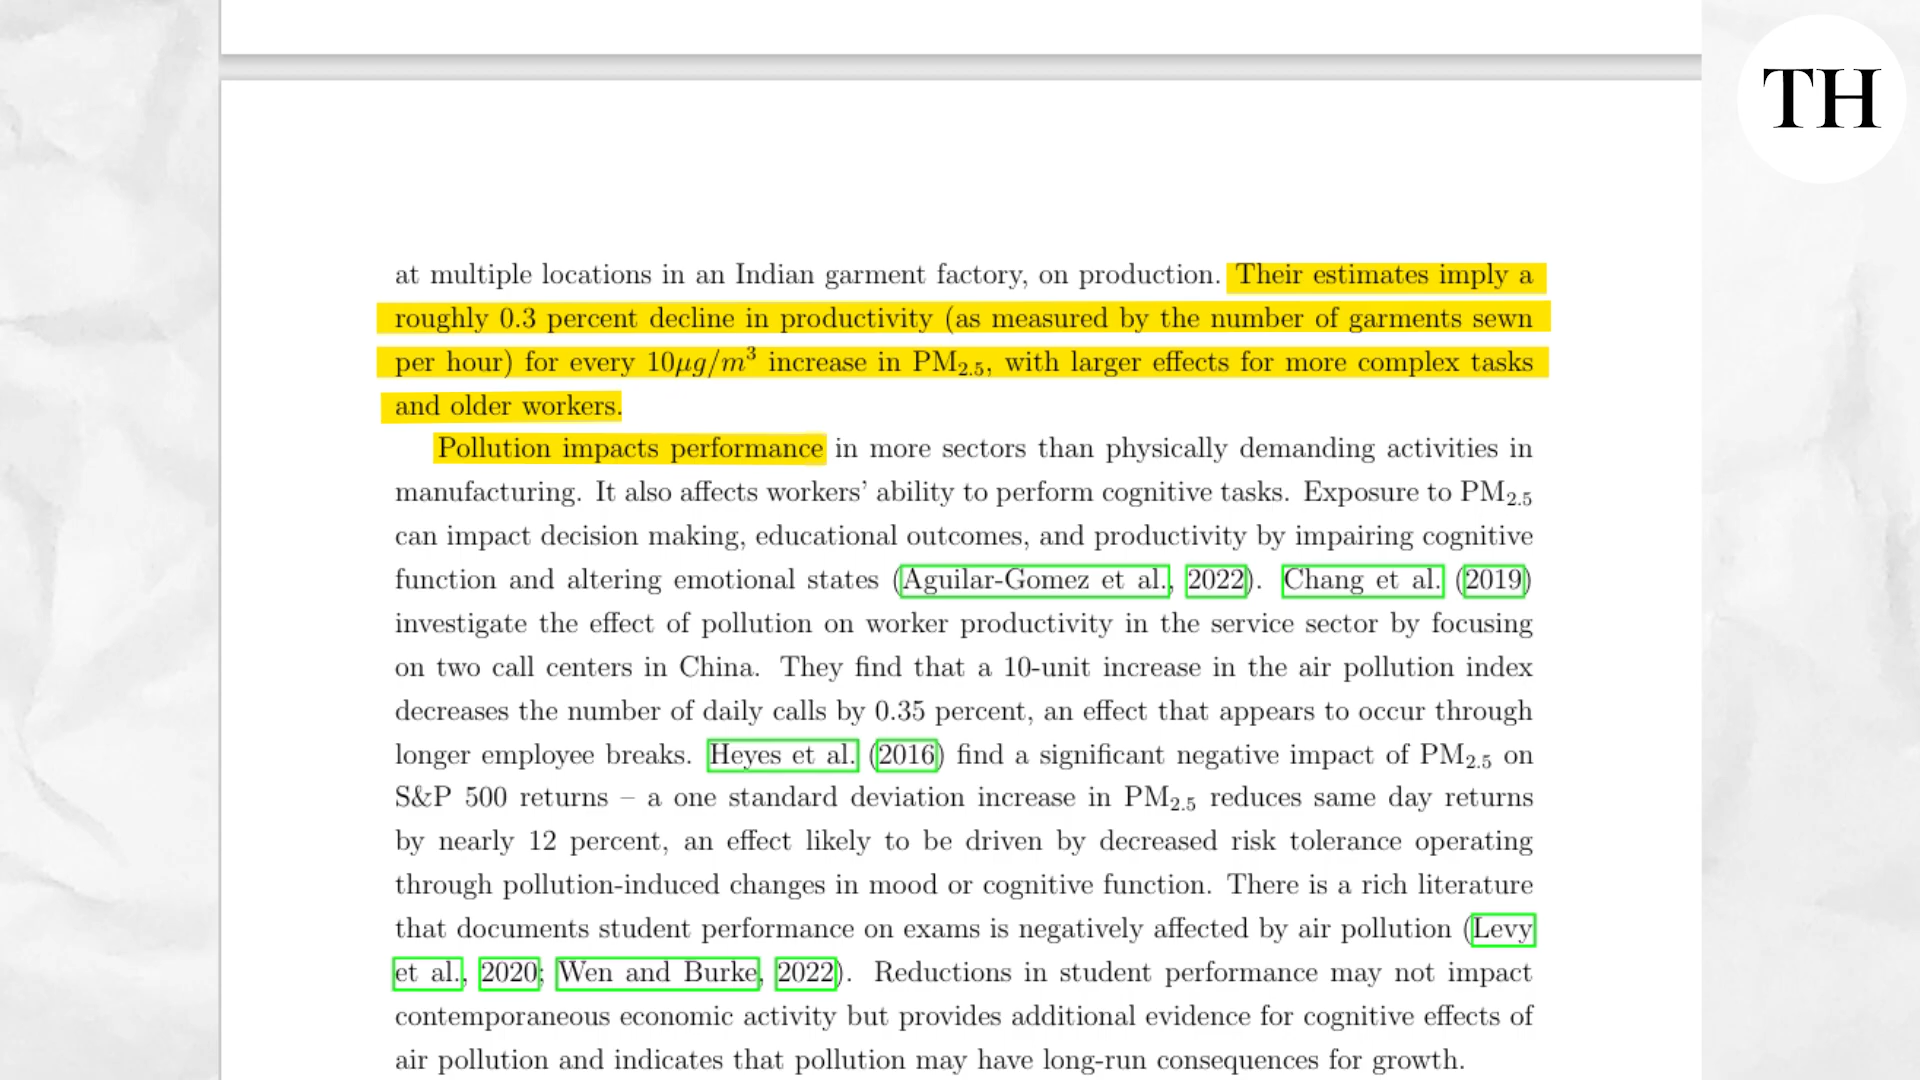 TH
at multiple locations in an Indian garment factory, on production. Their estimates imply a
roughly 0.3 percent decline in productivity (as measured by the number of garments sewn
per hour) for every 10μg/m³ increase in PM₂.₅, with larger effects for more complex tasks
and older workers.
Pollution impacts performance in more sectors than physically demanding activities in
manufacturing. It also affects workers’ ability to perform cognitive tasks. Exposure to PM₂.₅
can impact decision making, educational outcomes, and productivity by impairing cognitive
function and altering emotional states (Aguilar-Gomez et al., 2022). Chang et al. (2019)
investigate the effect of pollution on worker productivity in the service sector by focusing
on two call centers in China. They find that a 10-unit increase in the air pollution index
decreases the number of daily calls by 0.35 percent, an effect that appears to occur through
longer employee breaks. Heyes et al. (2016) find a significant negative impact of PM₂.₅ on
S&P 500 returns – a one standard deviation increase in PM₂.₅ reduces same day returns
by nearly 12 percent, an effect likely to be driven by decreased risk tolerance operating
through pollution-induced changes in mood or cognitive function. There is a rich literature
that documents student performance on exams is negatively affected by air pollution (Levy
et al., 2020; Wen and Burke, 2022). Reductions in student performance may not impact
contemporaneous economic activity but provides additional evidence for cognitive effects of
air pollution and indicates that pollution may have long-run consequences for growth.